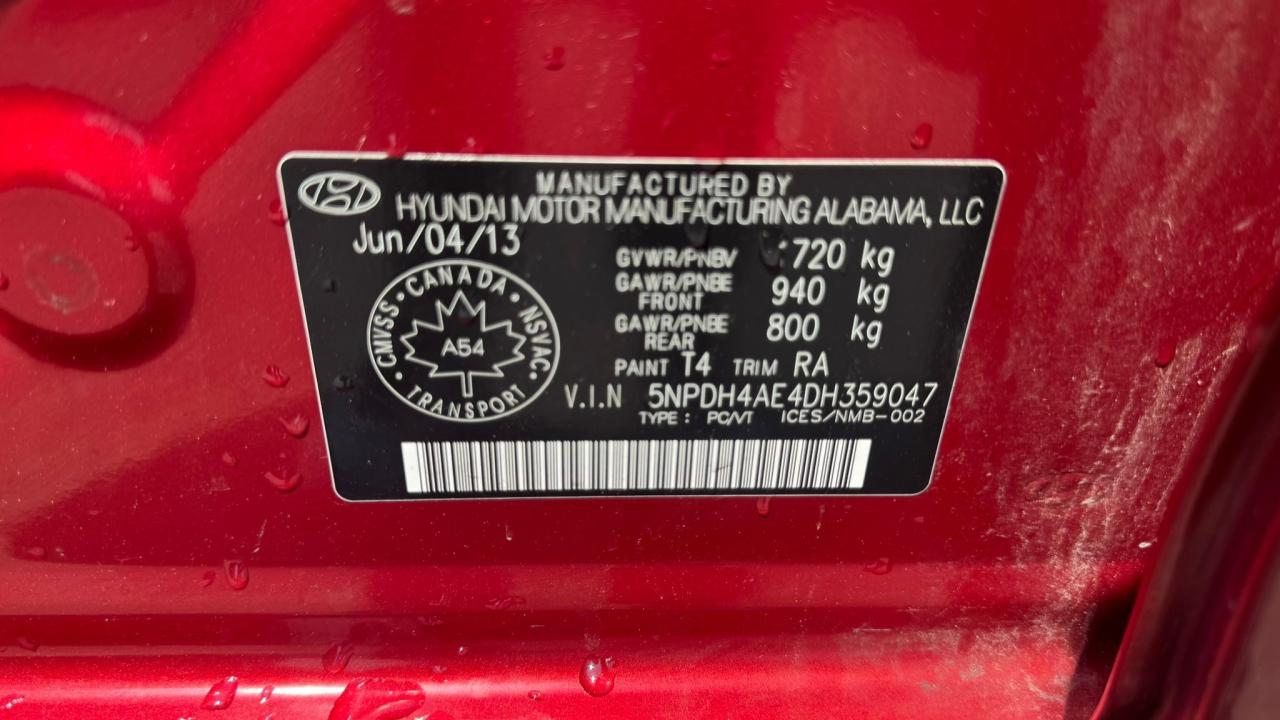 MANUFACTURED BY
HYUNDAI MOTOR MANUFACTURING ALABAMA, LLC
Jun/04/13
GVWR/PNBV 1720 kg
GAWR/PNBE FRONT 940 kg
GAWR/PNBE REAR 800 kg
PAINT T4 TRIM RA
V.I.N 5NPDH4AE4DH359047
TYPE : PC/VT ICES/NMB-002
CANADA
CMVSS • NSVAC
A54
TRANSPORT